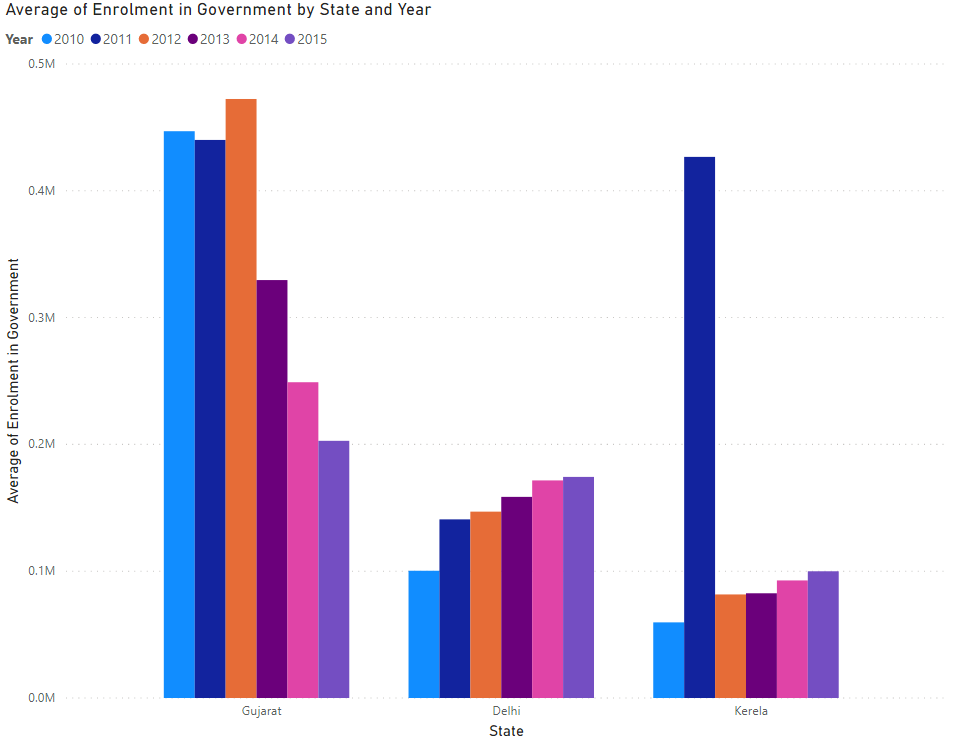 Average of Enrolment in Government by State and Year
Year 2010 2011 2012 2013 2014 2015
0.5M
0.4M
0.3M
0.2M
0.1M
0.0M
Average of Enrolment in Government
Gujarat Delhi Kerela
State